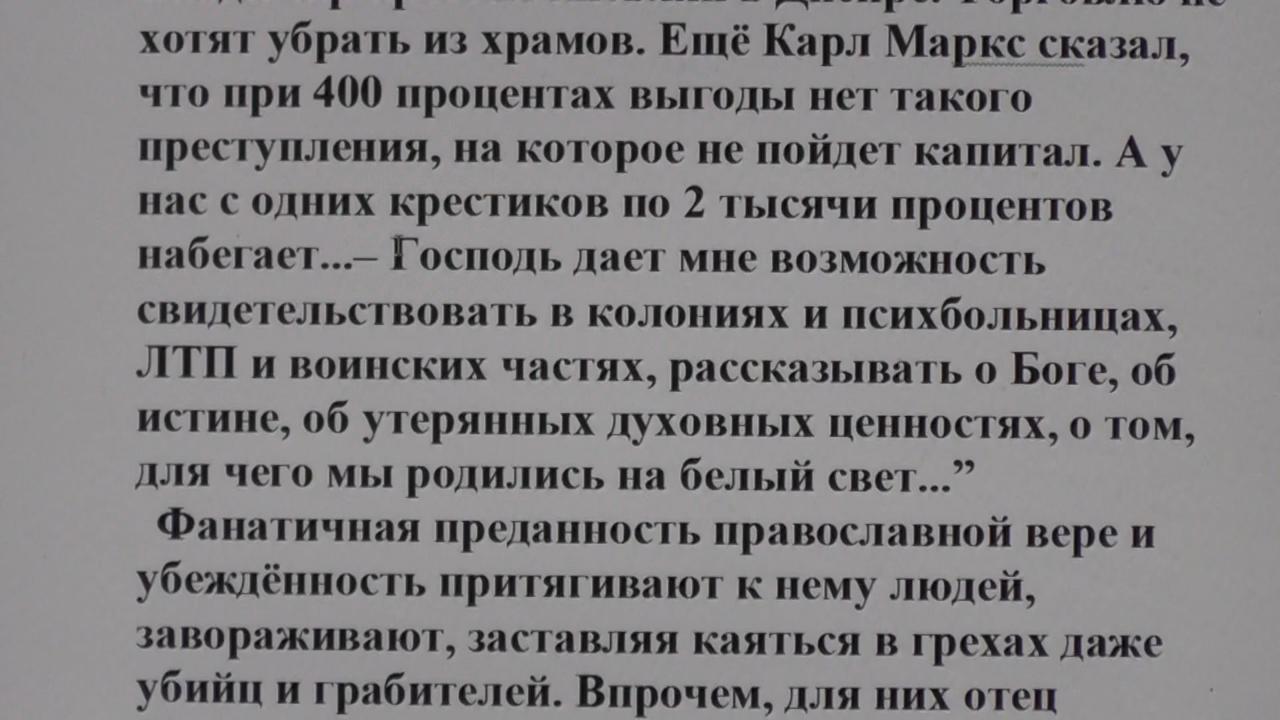 хотят убрать из храмов. Ещё Карл Маркс сказал,
что при 400 процентах выгоды нет такого
преступления, на которое не пойдет капитал. А у
нас с одних крестиков по 2 тысячи процентов
набегает...– Господь дает мне возможность
свидетельствовать в колониях и психбольницах,
ЛТП и воинских частях, рассказывать о Боге, об
истине, об утерянных духовных ценностях, о том,
для чего мы родились на белый свет...”
Фанатичная преданность православной вере и
убеждённость притягивают к нему людей,
завораживают, заставляя каяться в грехах даже
убийц и грабителей. Впрочем, для них отец